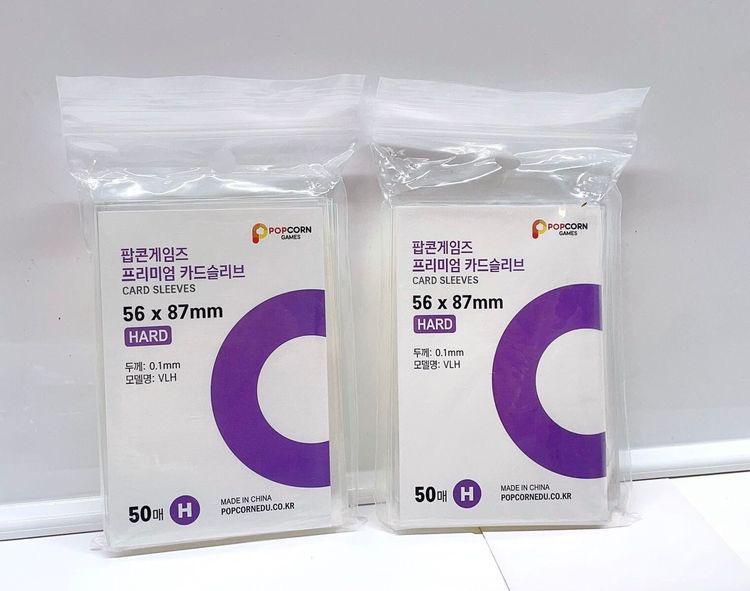 POPCORN
GAMES
팝콘게임즈
프리미엄 카드슬리브
CARD SLEEVES
56 x 87mm
HARD
두께: 0.1mm
모델명: VLH
50매 H
MADE IN CHINA
POPCORNEDU.CO.KR
POPCORN
GAMES
팝콘게임즈
프리미엄 카드슬리브
CARD SLEEVES
56 x 87mm
HARD
두께: 0.1mm
모델명: VLH
50매 H
MADE IN CHINA
POPCORNEDU.CO.KR